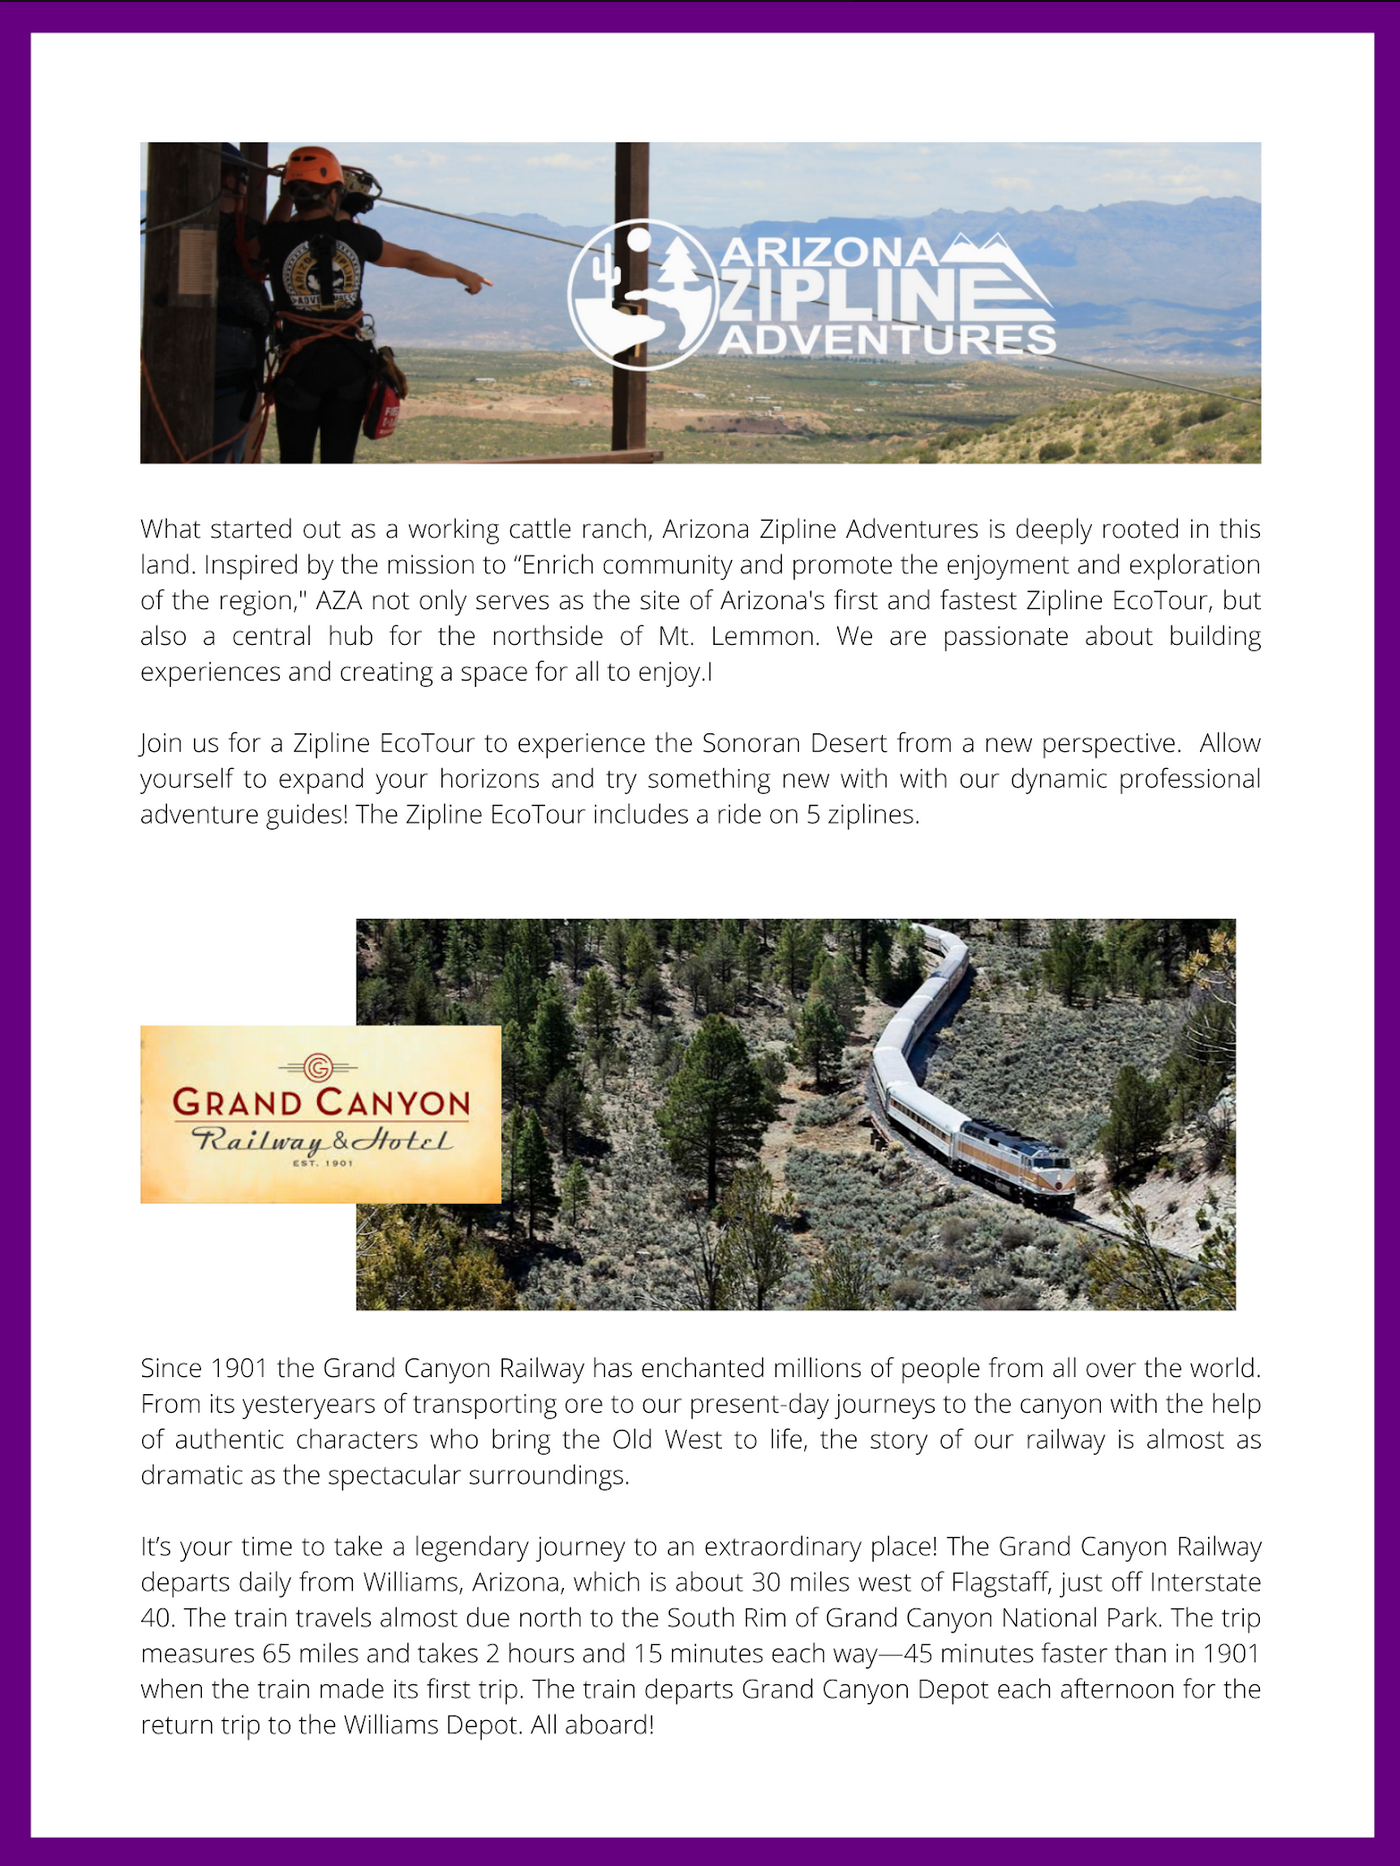 ARIZONA
ZIPLINE
ADVENTURES
What started out as a working cattle ranch, Arizona Zipline Adventures is deeply rooted in this
land. Inspired by the mission to “Enrich community and promote the enjoyment and exploration
of the region," AZA not only serves as the site of Arizona's first and fastest Zipline EcoTour, but
also a central hub for the northside of Mt. Lemmon. We are passionate about building
experiences and creating a space for all to enjoy.I
Join us for a Zipline EcoTour to experience the Sonoran Desert from a new perspective.  Allow
yourself to expand your horizons and try something new with with our dynamic professional
adventure guides! The Zipline EcoTour includes a ride on 5 ziplines.
GRAND CANYON
Railway & Hotel
EST. 1901
Since 1901 the Grand Canyon Railway has enchanted millions of people from all over the world.
From its yesteryears of transporting ore to our present-day journeys to the canyon with the help
of authentic characters who bring the Old West to life, the story of our railway is almost as
dramatic as the spectacular surroundings.
It’s your time to take a legendary journey to an extraordinary place! The Grand Canyon Railway
departs daily from Williams, Arizona, which is about 30 miles west of Flagstaff, just off Interstate
40. The train travels almost due north to the South Rim of Grand Canyon National Park. The trip
measures 65 miles and takes 2 hours and 15 minutes each way—45 minutes faster than in 1901
when the train made its first trip. The train departs Grand Canyon Depot each afternoon for the
return trip to the Williams Depot. All aboard!